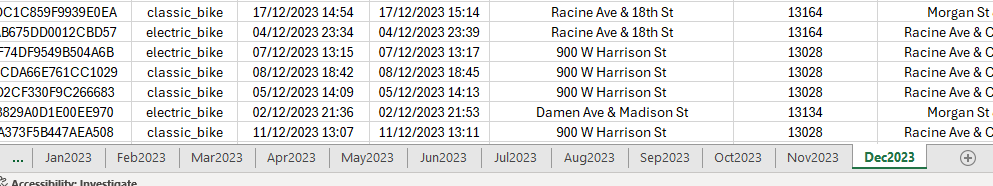 0C1C859F9939E0EA classic_bike 17/12/2023 14:54 17/12/2023 15:14 Racine Ave & 18th St 13164 Morgan St
AB675DD0012CBD57 electric_bike 04/12/2023 23:34 04/12/2023 23:39 Racine Ave & 18th St 13164 Racine Ave & C
F74DF9549B504A6B electric_bike 07/12/2023 13:15 07/12/2023 13:17 900 W Harrison St 13028 Racine Ave & C
CDA66E761CC1029 classic_bike 08/12/2023 18:42 08/12/2023 18:45 900 W Harrison St 13028 Racine Ave & C
02CF330F9C266683 classic_bike 05/12/2023 14:09 05/12/2023 14:13 900 W Harrison St 13028 Racine Ave & C
3829A0D1E00EE970 electric_bike 02/12/2023 21:36 02/12/2023 21:53 Damen Ave & Madison St 13134 Morgan St
A373F5B447AEA508 classic_bike 11/12/2023 13:07 11/12/2023 13:11 900 W Harrison St 13028 Racine Ave & C
... Jan2023 Feb2023 Mar2023 Apr2023 May2023 Jun2023 Jul2023 Aug2023 Sep2023 Oct2023 Nov2023 Dec2023
Accessibility: Investigate